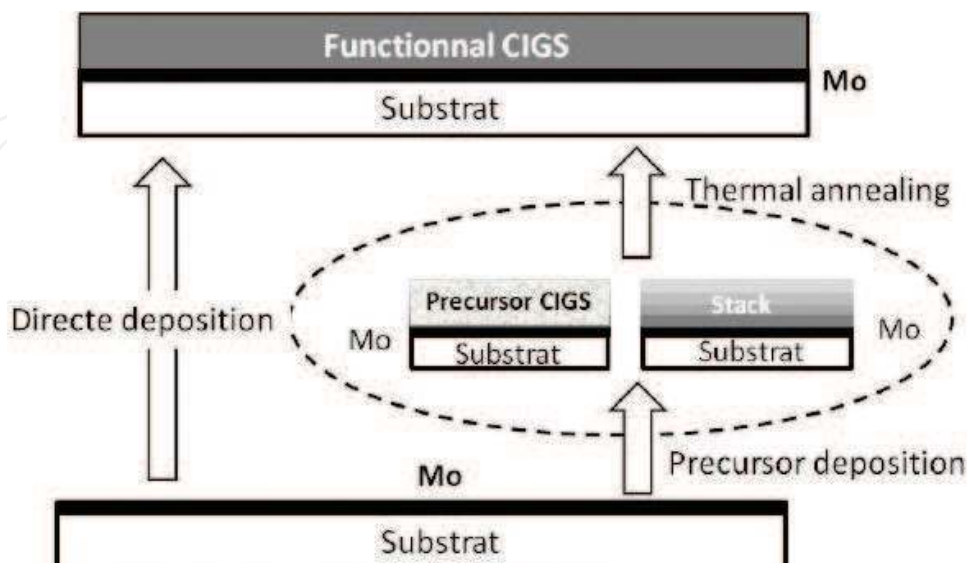 Functionnal CIGS
Mo
Substrat
Thermal annealing
Directe deposition
Precursor CIGS
Stack
Mo
Mo
Substrat
Substrat
Precursor deposition
Mo
Substrat